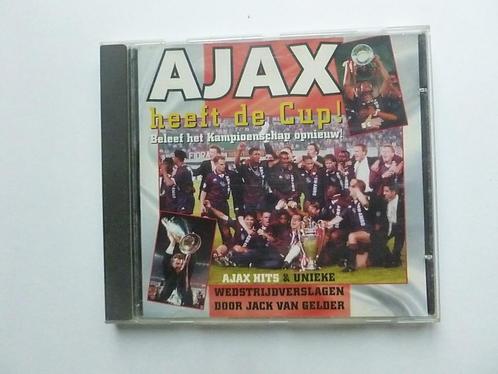 AJAX
heeft de Cup!
Beleef het Kampioenschap opnieuw!
AJAX HITS & UNIEKE
WEDSTRIJDVERSLAGEN
DOOR JACK VAN GELDER